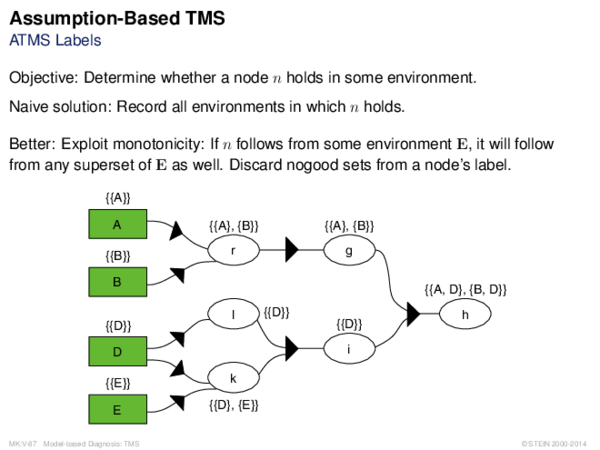 Assumption-Based TMS
ATMS Labels
Objective: Determine whether a node n holds in some environment.
Naive solution: Record all environments in which n holds.
Better: Exploit monotonicity: If n follows from some environment E, it will follow
from any superset of E as well. Discard nogood sets from a node's label.
{{A}}
A
{{A}, {B}}
r
{{A}, {B}}
g
{{B}}
B
{{A, D}, {B, D}}
h
{{D}}
D
l
{{D}}
{{D}}
i
{{E}}
E
k
{{D}, {E}}
MK:V-67 Model-based Diagnosis: TMS
©STEIN 2000-2014